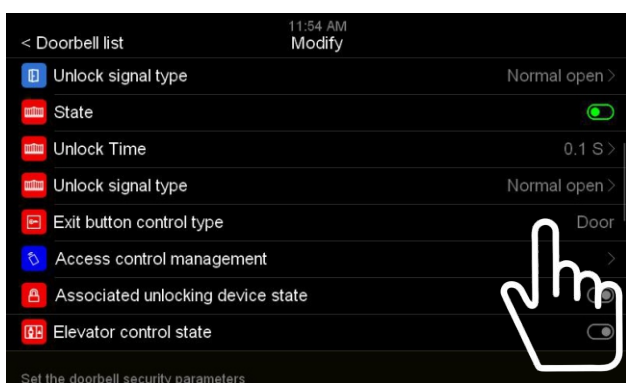 11:54 AM
< Doorbell list Modify
Unlock signal type Normal open >
State
Unlock Time 0.1 S >
Unlock signal type Normal open >
Exit button control type Door
Access control management >
Associated unlocking device state
Elevator control state
Set the doorbell security parameters